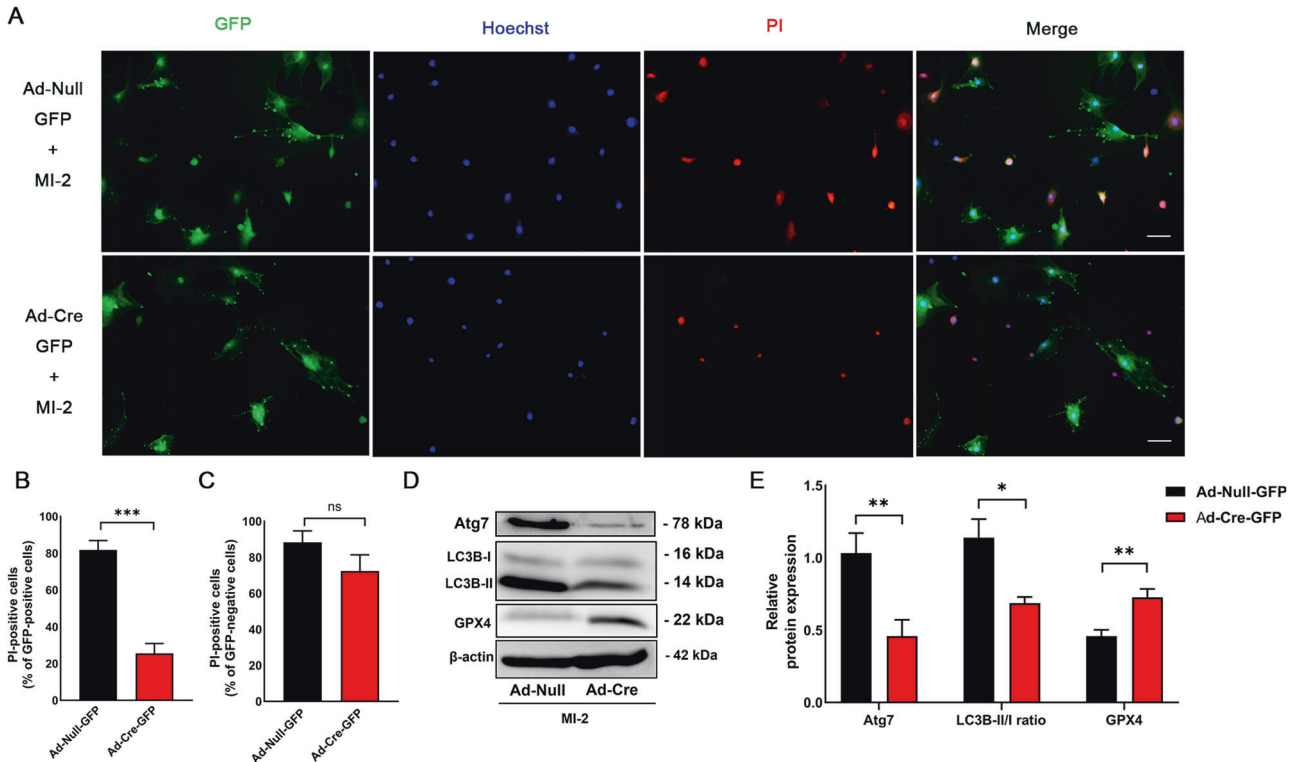 A
GFP
Hoechst
PI
Merge
Ad-Null
GFP
+
MI-2
Ad-Cre
GFP
+
MI-2
B
PI-positive cells
(% of GFP-positive cells)
100
80
60
40
20
0
***
Ad-Null-GFP
Ad-Cre-GFP
C
PI-positive cells
(% of GFP-negative cells)
100
80
60
40
20
0
ns
Ad-Null-GFP
Ad-Cre-GFP
D
Atg7
- 78 kDa
LC3B-I
- 16 kDa
LC3B-II
- 14 kDa
GPX4
- 22 kDa
β-actin
- 42 kDa
Ad-Null Ad-Cre
MI-2
E
Relative
protein expression
1.5
1.0
0.5
0.0
**
*
**
Atg7
LC3B-II/I ratio
GPX4
Ad-Null-GFP
Ad-Cre-GFP